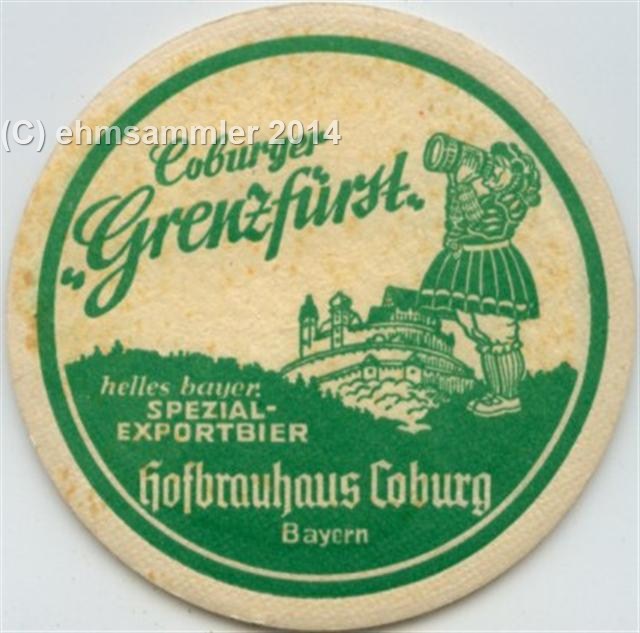 (C) ehmsammler 2014
Coburger
„Grenzfürst“
helles bayer.
SPEZIAL-
EXPORTBIER
Hofbrauhaus Coburg
Bayern